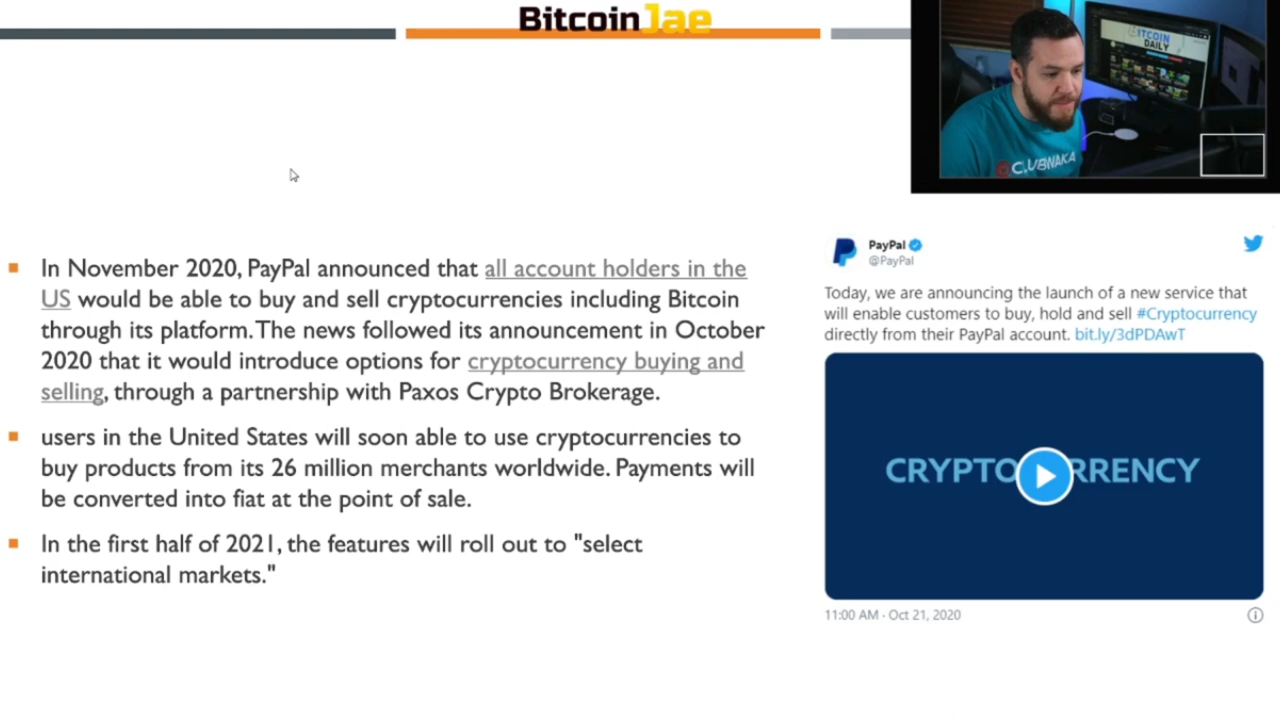 BitcoinJae
BITCOIN
DAILY
CLUBWAKA
In November 2020, PayPal announced that all account holders in the
US would be able to buy and sell cryptocurrencies including Bitcoin
through its platform. The news followed its announcement in October
2020 that it would introduce options for cryptocurrency buying and
selling, through a partnership with Paxos Crypto Brokerage.
users in the United States will soon able to use cryptocurrencies to
buy products from its 26 million merchants worldwide. Payments will
be converted into fiat at the point of sale.
In the first half of 2021, the features will roll out to "select
international markets."
PayPal
@PayPal
Today, we are announcing the launch of a new service that
will enable customers to buy, hold and sell #Cryptocurrency
directly from their PayPal account. bit.ly/3dPDAwT
11:00 AM · Oct 21, 2020